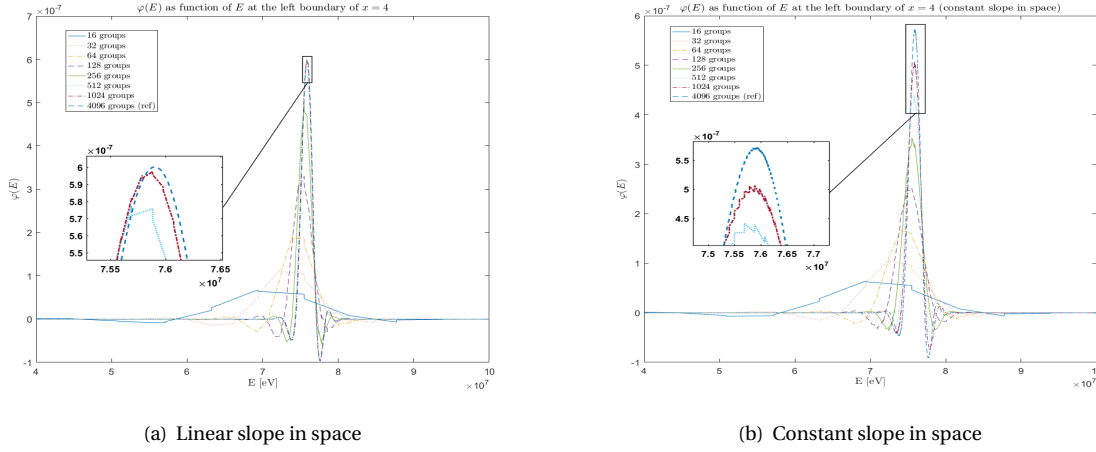 φ(E) as function of E at the left boundary of x = 4
×10⁻⁷
7
6
5
4
3
2
1
0
-1
φ(E)
16 groups
32 groups
64 groups
128 groups
256 groups
512 groups
1024 groups
4096 groups (ref)
×10⁻⁷
6
5.9
5.8
5.7
5.6
5.5
7.55
7.6
7.65
×10⁷
4
5
6
7
8
9
10
E [eV]
×10⁷
(a) Linear slope in space
φ(E) as function of E at the left boundary of x = 4 (constant slope in space)
×10⁻⁷
6
5
4
3
2
1
0
-1
φ(E)
16 groups
32 groups
64 groups
128 groups
256 groups
512 groups
1024 groups
4096 groups (ref)
×10⁻⁷
5.5
5
4.5
7.5
7.55
7.6
7.65
7.7
×10⁷
4
5
6
7
8
9
10
E [eV]
×10⁷
(b) Constant slope in space